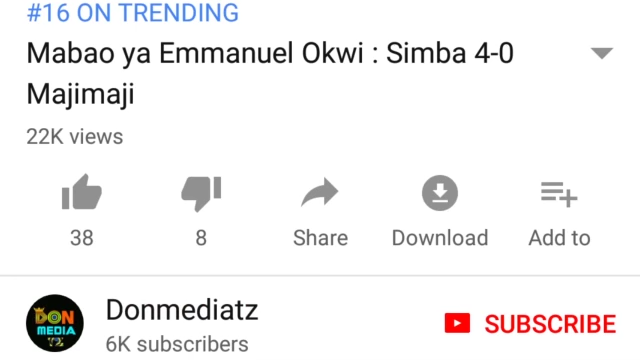 #16 ON TRENDING
Mabao ya Emmanuel Okwi : Simba 4-0
Majimaji
22K views
38
8
Share
Download
Add to
DON
MEDIA
TZ
Donmediatz
SUBSCRIBE
6K subscribers